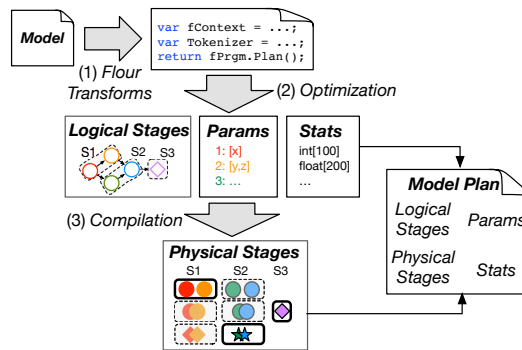 Model
var fContext = ...;
var Tokenizer = ...;
return fPrgm.Plan();
(1) Flour
Transforms
(2) Optimization
Logical Stages
S1
S2
S3
Params
1: [x]
2: [y,z]
3: ...
Stats
int[100]
float[200]
...
(3) Compilation
Model Plan
Logical
Stages
Params
Physical
Stages
Stats
Physical Stages
S1
S2
S3